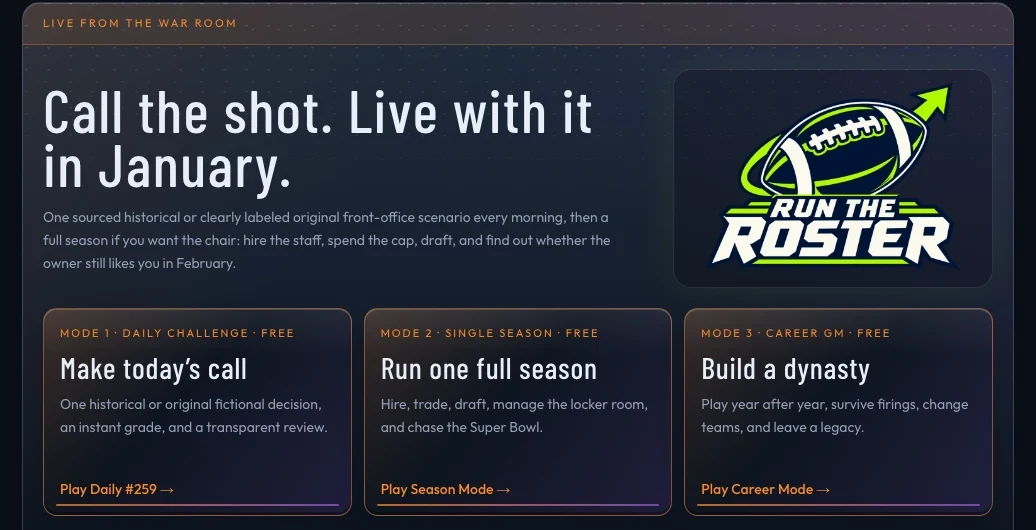 LIVE FROM THE WAR ROOM
Call the shot. Live with it
in January.
One sourced historical or clearly labeled original front-office scenario every morning, then a
full season if you want the chair: hire the staff, spend the cap, draft, and find out whether the
owner still likes you in February.
RUN THE
ROSTER
MODE 1 · DAILY CHALLENGE · FREE
Make today’s call
One historical or original fictional decision,
an instant grade, and a transparent review.
Play Daily #259 →
MODE 2 · SINGLE SEASON · FREE
Run one full season
Hire, trade, draft, manage the locker room,
and chase the Super Bowl.
Play Season Mode →
MODE 3 · CAREER GM · FREE
Build a dynasty
Play year after year, survive firings, change
teams, and leave a legacy.
Play Career Mode →